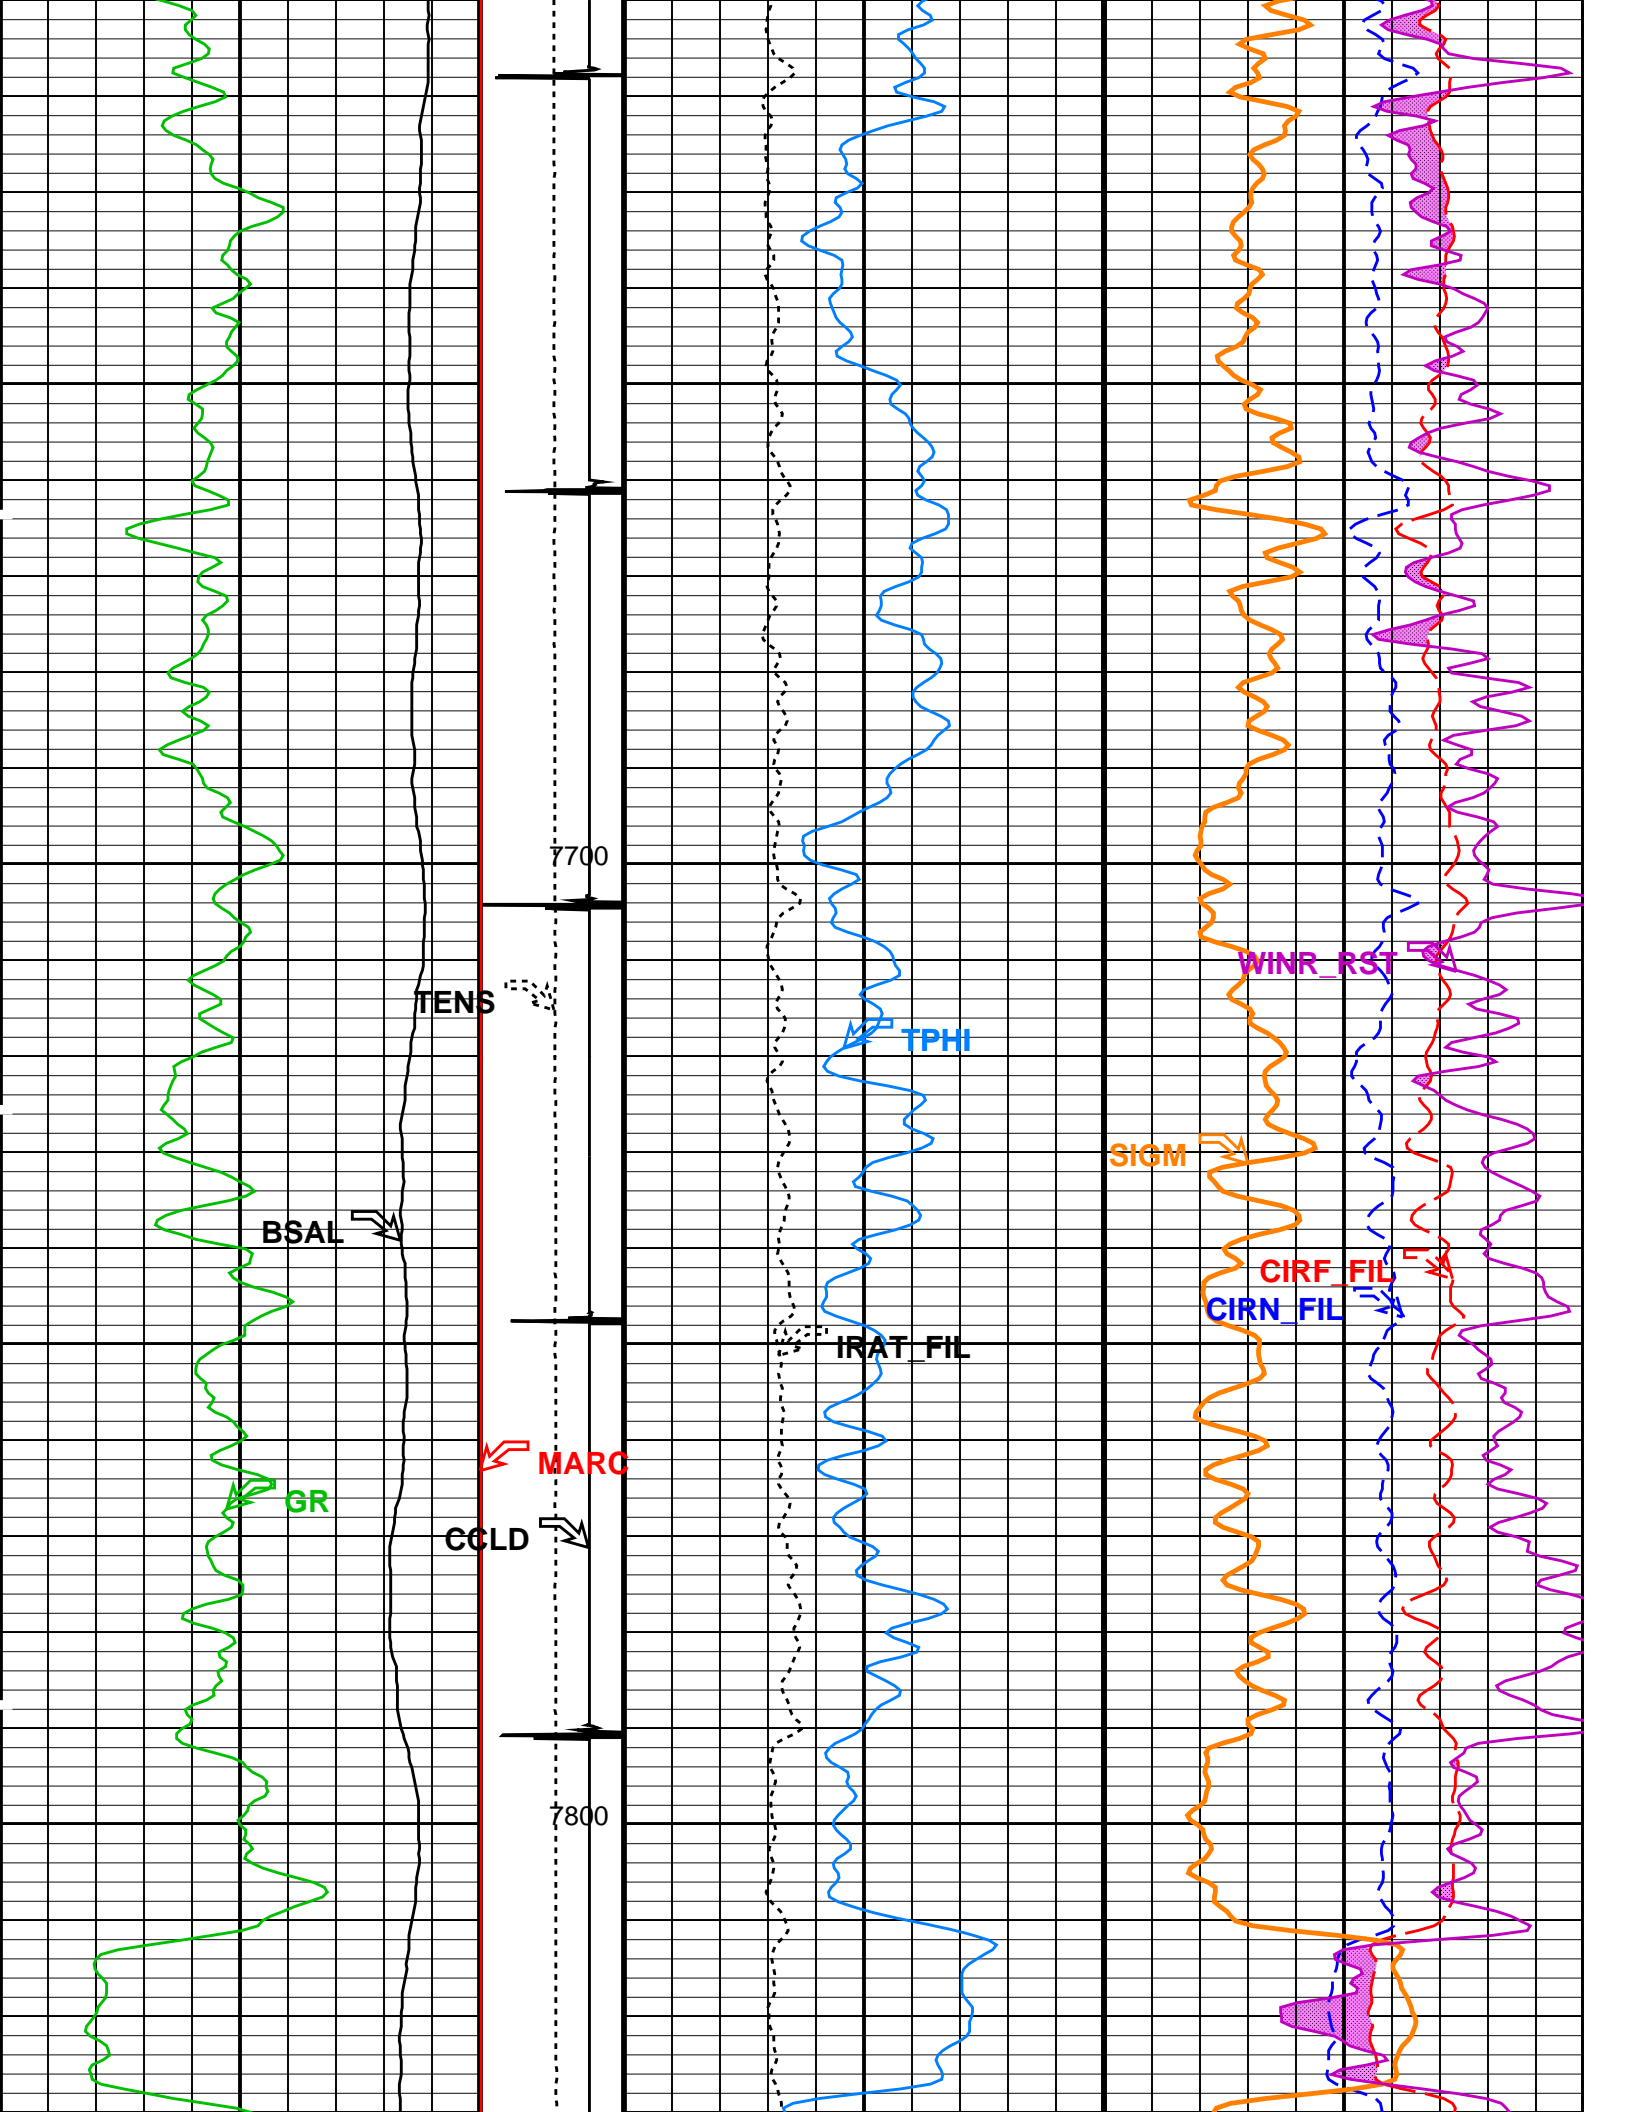 7700
WINR_RST
TENS
TPHI
SIGM
BSAL
CIRF_FIL
CIRN_FIL
IRAT_FIL
MARC
GR
CCLD
7800